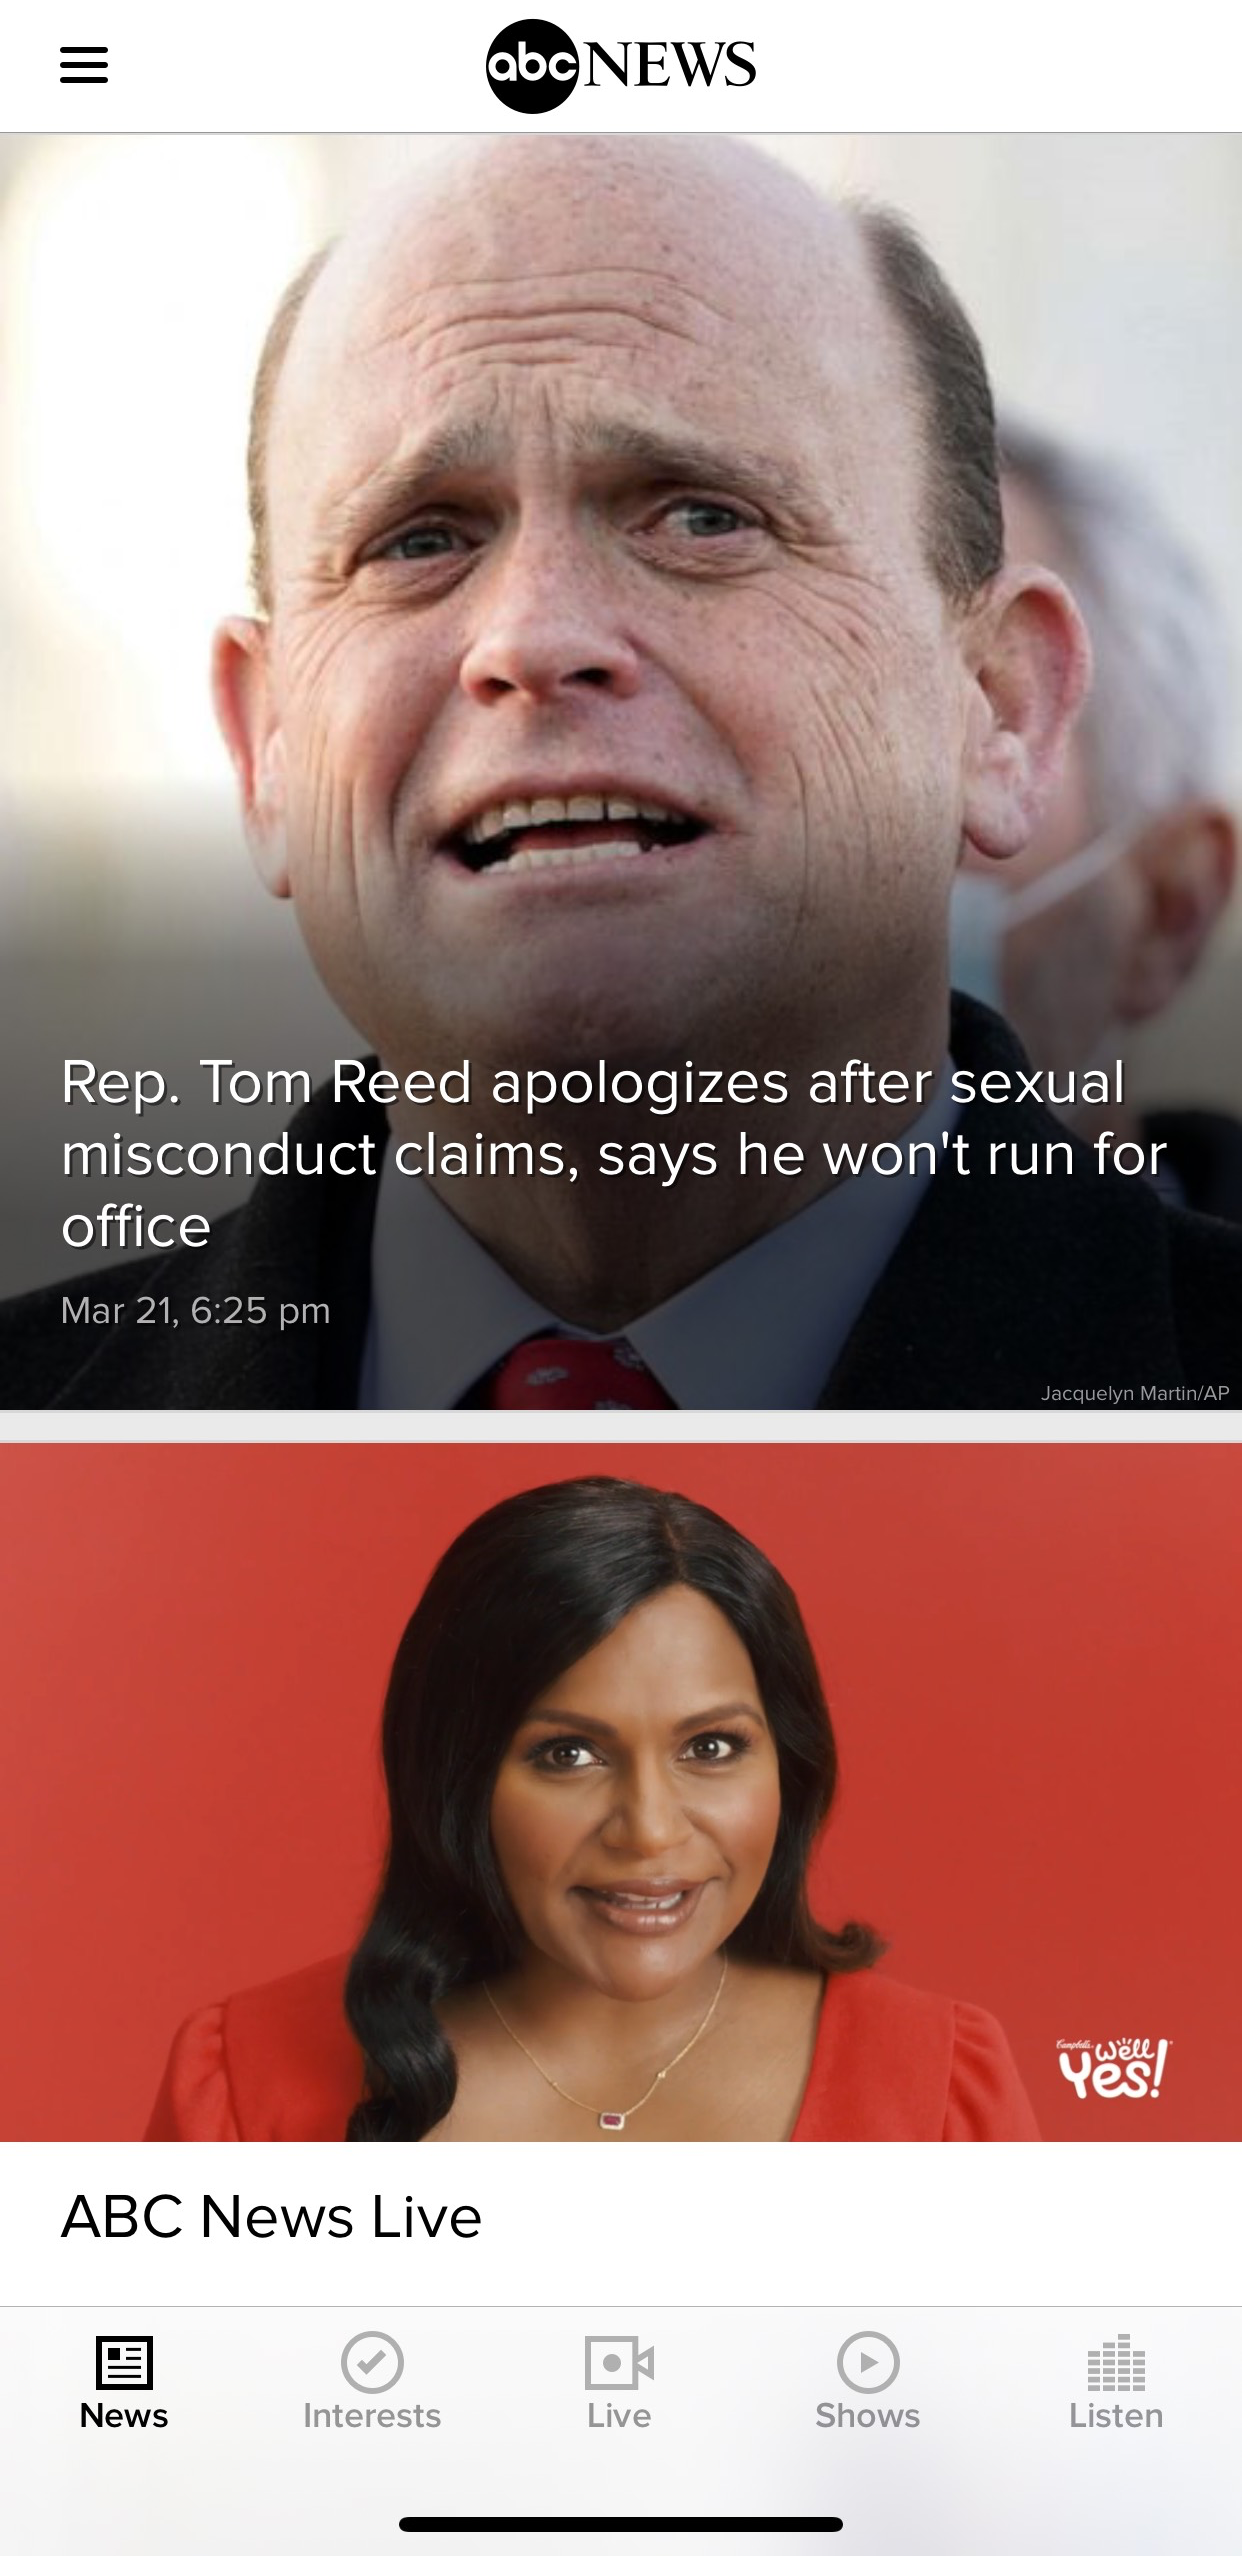 abc NEWS
Rep. Tom Reed apologizes after sexual
misconduct claims, says he won't run for
office
Mar 21, 6:25 pm
Jacquelyn Martin/AP
Campbell's
Well
Yes!
ABC News Live
News Interests Live Shows Listen